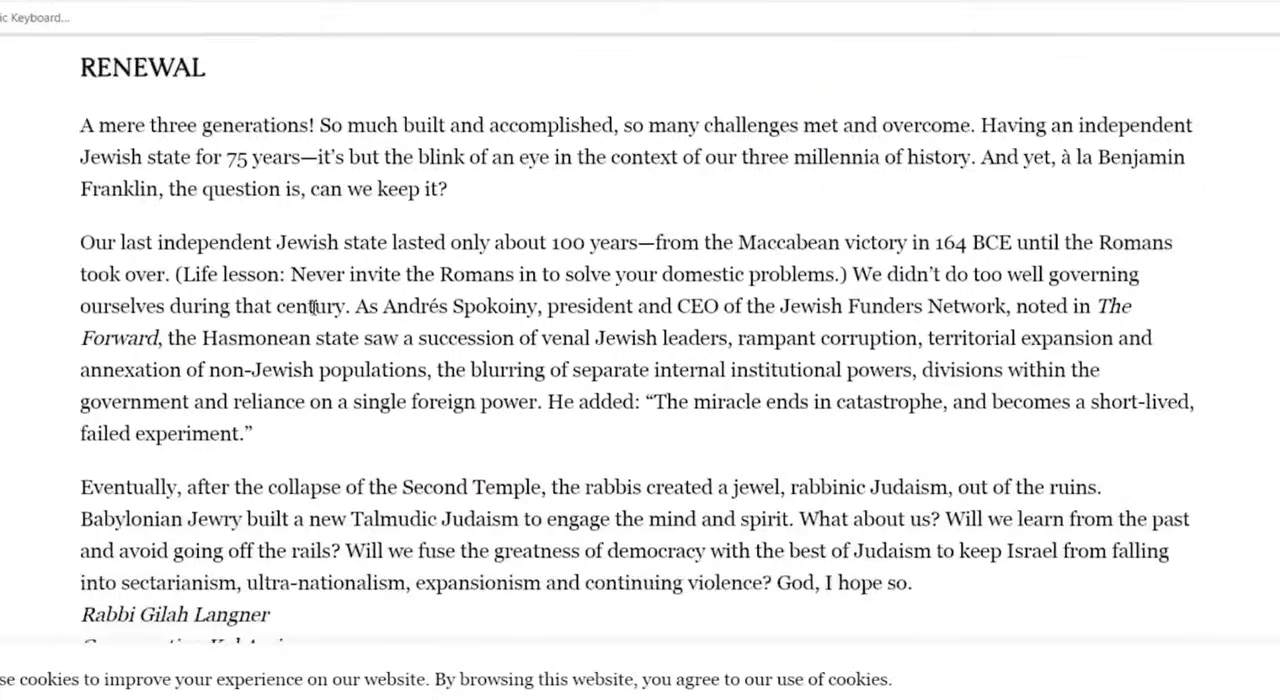 ic Keyboard...
RENEWAL
A mere three generations! So much built and accomplished, so many challenges met and overcome. Having an independent
Jewish state for 75 years—it’s but the blink of an eye in the context of our three millennia of history. And yet, à la Benjamin
Franklin, the question is, can we keep it?
Our last independent Jewish state lasted only about 100 years—from the Maccabean victory in 164 BCE until the Romans
took over. (Life lesson: Never invite the Romans in to solve your domestic problems.) We didn’t do too well governing
ourselves during that century. As Andrés Spokoiny, president and CEO of the Jewish Funders Network, noted in The
Forward, the Hasmonean state saw a succession of venal Jewish leaders, rampant corruption, territorial expansion and
annexation of non-Jewish populations, the blurring of separate internal institutional powers, divisions within the
government and reliance on a single foreign power. He added: “The miracle ends in catastrophe, and becomes a short-lived,
failed experiment.”
Eventually, after the collapse of the Second Temple, the rabbis created a jewel, rabbinic Judaism, out of the ruins.
Babylonian Jewry built a new Talmudic Judaism to engage the mind and spirit. What about us? Will we learn from the past
and avoid going off the rails? Will we fuse the greatness of democracy with the best of Judaism to keep Israel from falling
into sectarianism, ultra-nationalism, expansionism and continuing violence? God, I hope so.
Rabbi Gilah Langner
se cookies to improve your experience on our website. By browsing this website, you agree to our use of cookies.